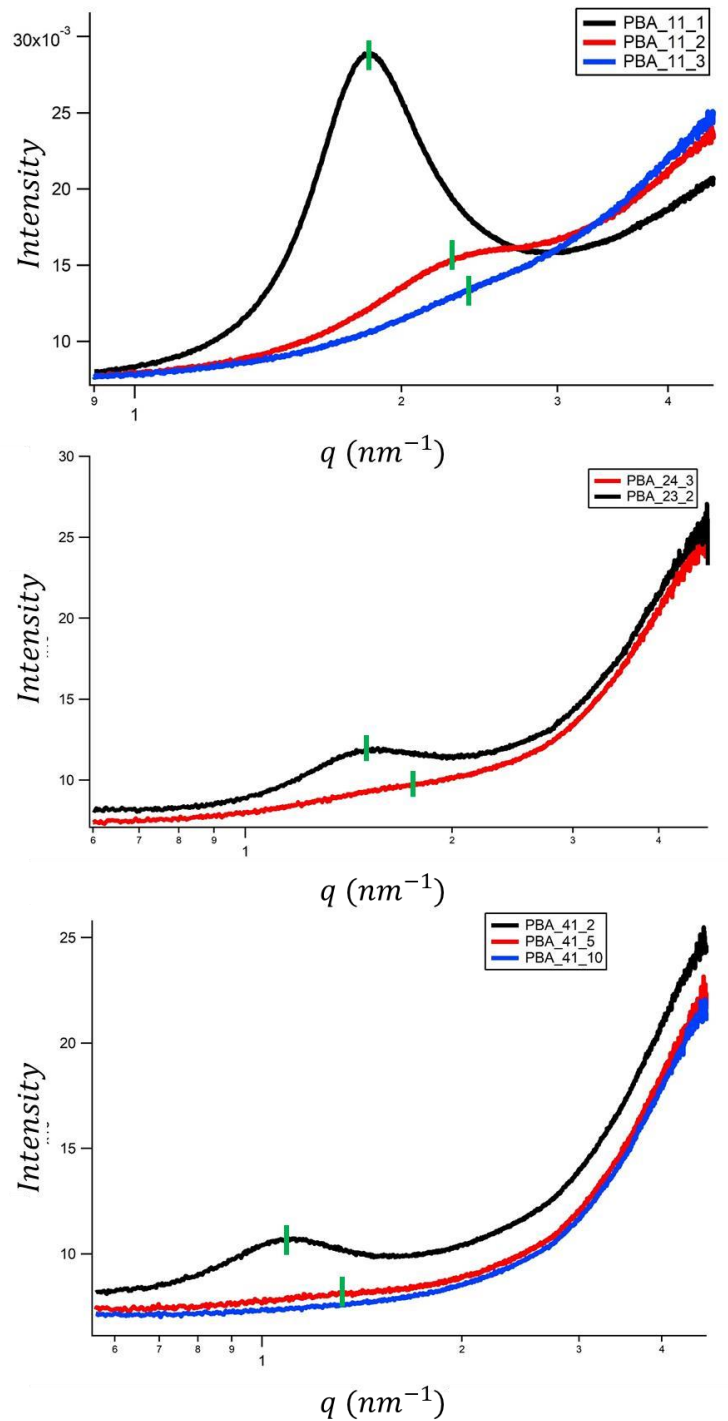 30x10⁻³
25
20
15
10
Intensity
PBA_11_1
PBA_11_2
PBA_11_3
9 1 2 3 4
q (nm⁻¹)
30
25
20
15
10
Intensity
PBA_24_3
PBA_23_2
6 7 8 9 1 2 3 4
q (nm⁻¹)
25
20
15
10
Intensity
PBA_41_2
PBA_41_5
PBA_41_10
6 7 8 9 1 2 3 4
q (nm⁻¹)